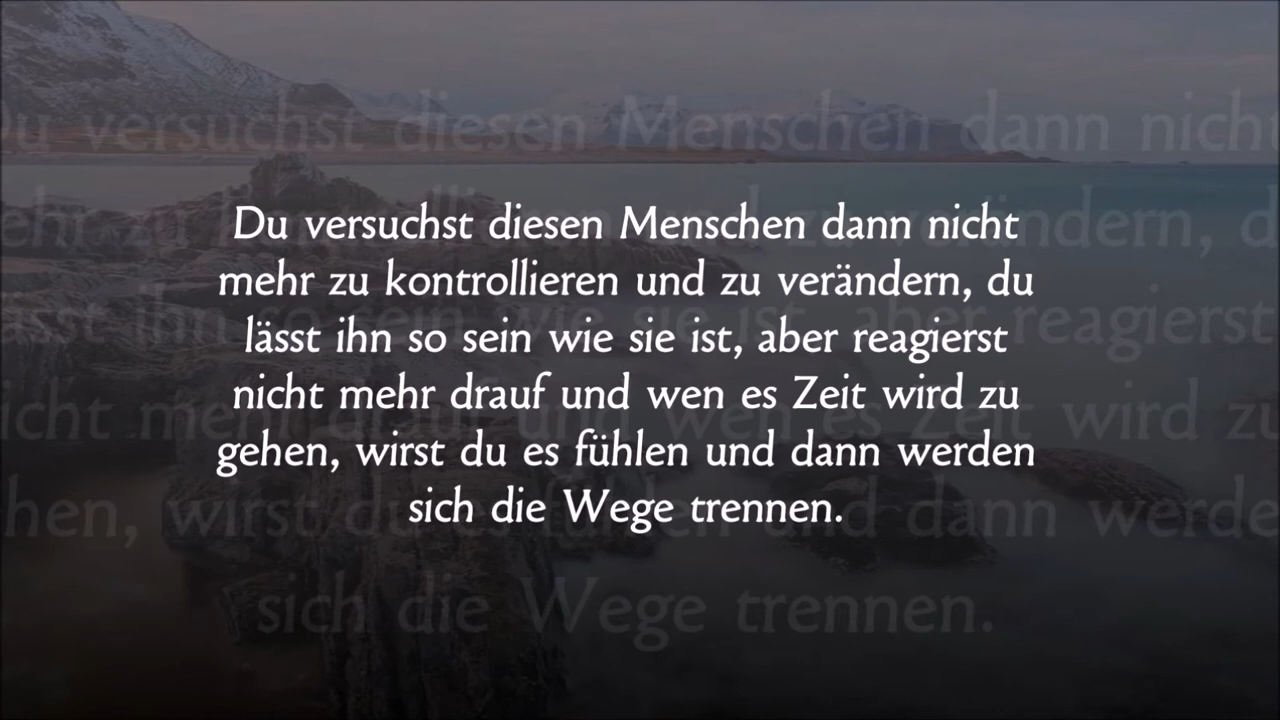 Du versuchst diesen Menschen dann nicht
mehr zu kontrollieren und zu verändern, du
lässt ihn so sein wie sie ist, aber reagierst
nicht mehr drauf und wen es Zeit wird zu
gehen, wirst du es fühlen und dann werden
sich die Wege trennen.